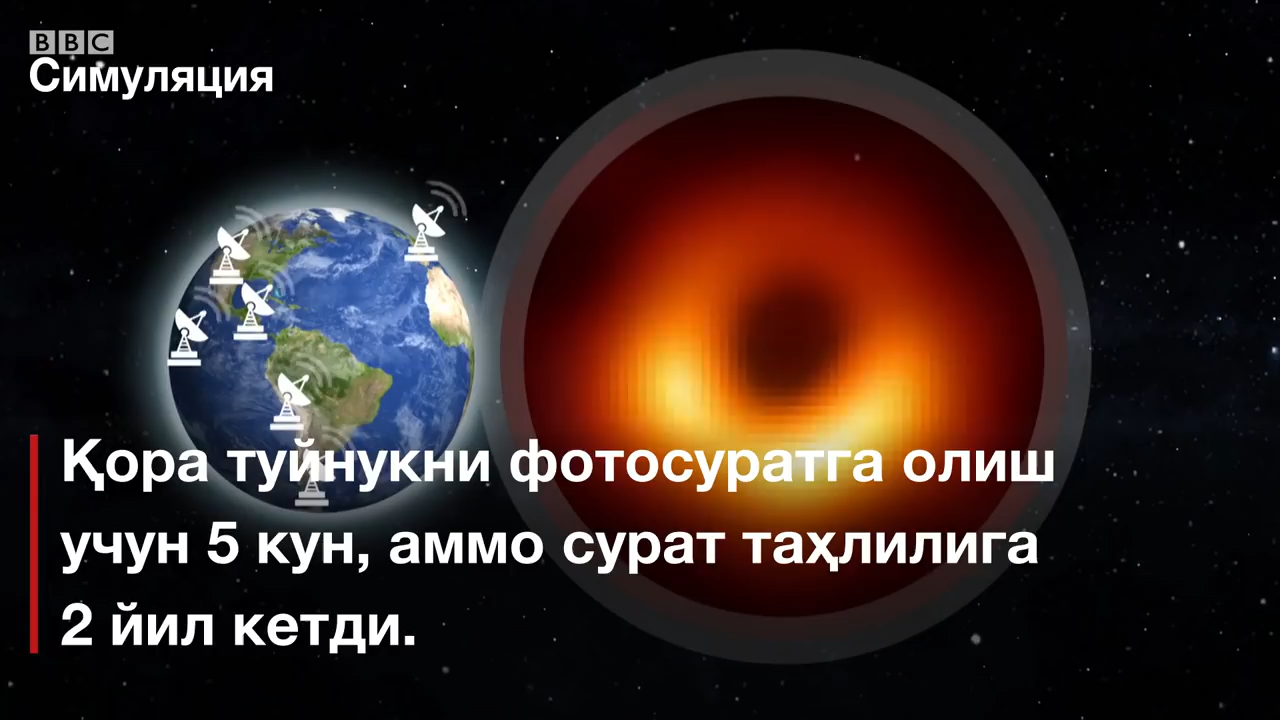 BBC
Симуляция
Қора туйнукни фотосуратга олиш
учун 5 кун, аммо сурат таҳлилига
2 йил кетди.